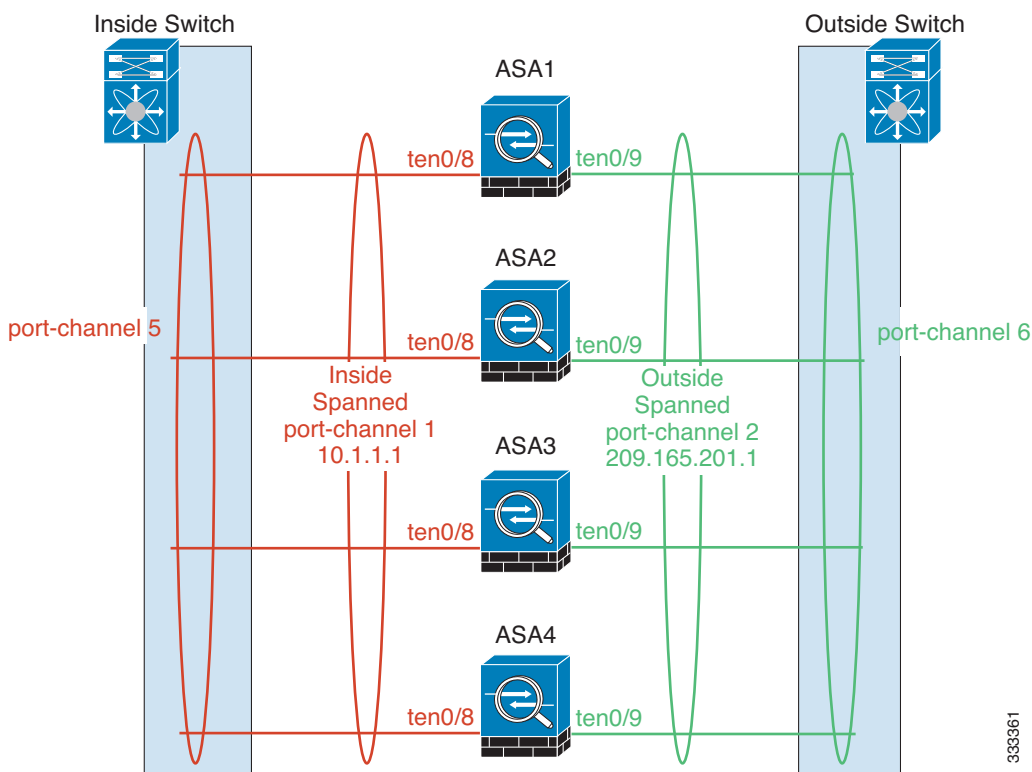 Inside Switch
Outside Switch
ASA1
ten0/8
ten0/9
ASA2
port-channel 5
ten0/8
ten0/9
port-channel 6
Inside
Spanned
port-channel 1
10.1.1.1
Outside
Spanned
port-channel 2
209.165.201.1
ASA3
ten0/8
ten0/9
ASA4
ten0/8
ten0/9
333361